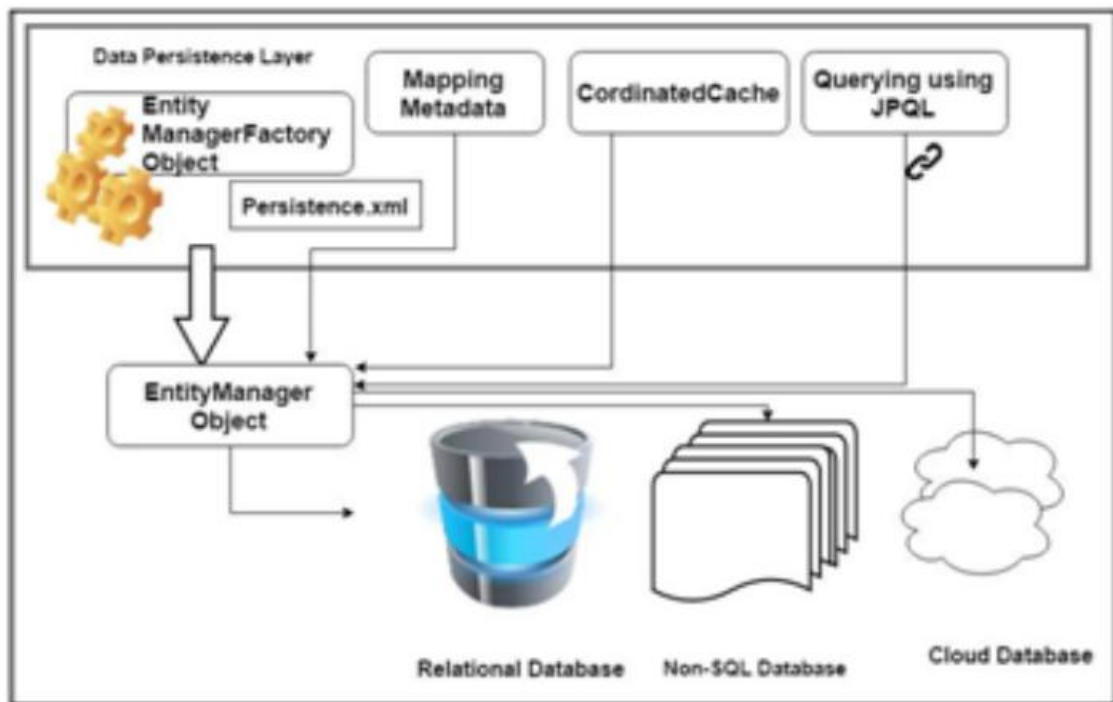 Data Persistence Layer
Entity
ManagerFactory
Object
Persistence.xml
Mapping
Metadata
CordinatedCache
Querying using
JPQL
EntityManager
Object
Relational Database
Non-SQL Database
Cloud Database